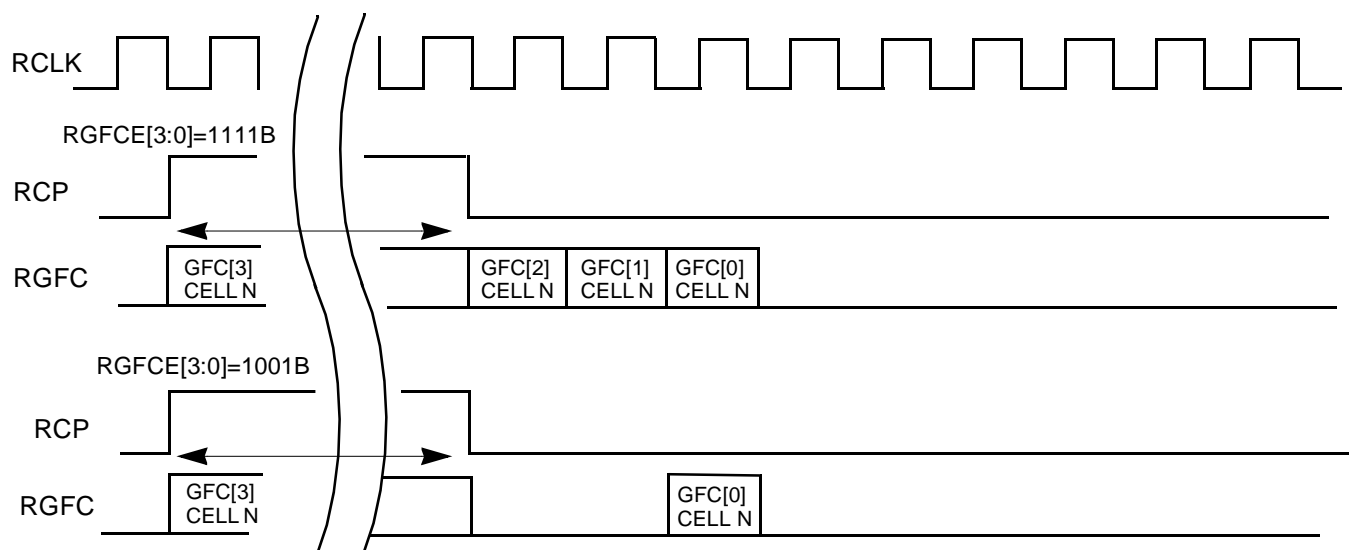 RCLK
RGFCE[3:0]=1111B
RCP
RGFC
GFC[3]
CELL N
GFC[2]
CELL N
GFC[1]
CELL N
GFC[0]
CELL N
RGFCE[3:0]=1001B
RCP
RGFC
GFC[3]
CELL N
GFC[0]
CELL N